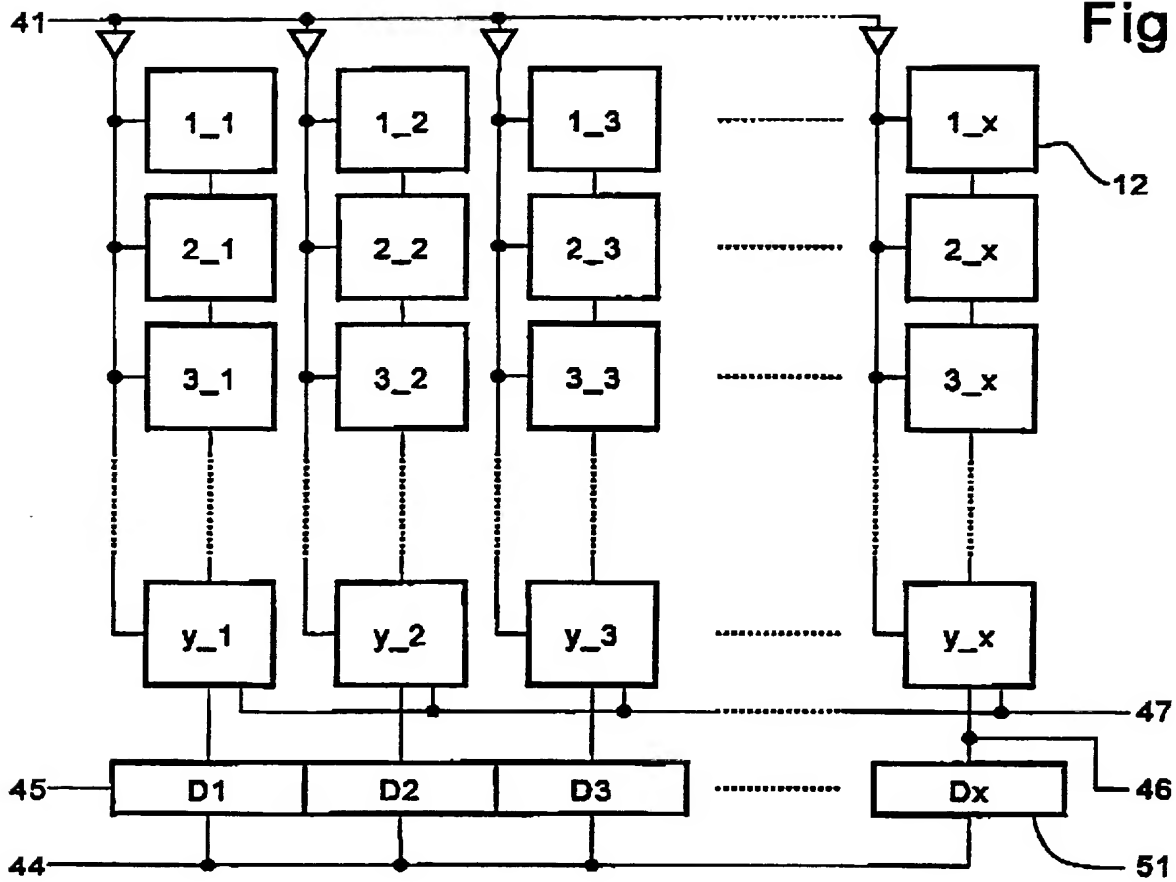 41 Fig
1_1 1_2 1_3 1_x
12
2_1 2_2 2_3 2_x
3_1 3_2 3_3 3_x
y_1 y_2 y_3 y_x
47
45 D1 D2 D3 Dx 46
44 51